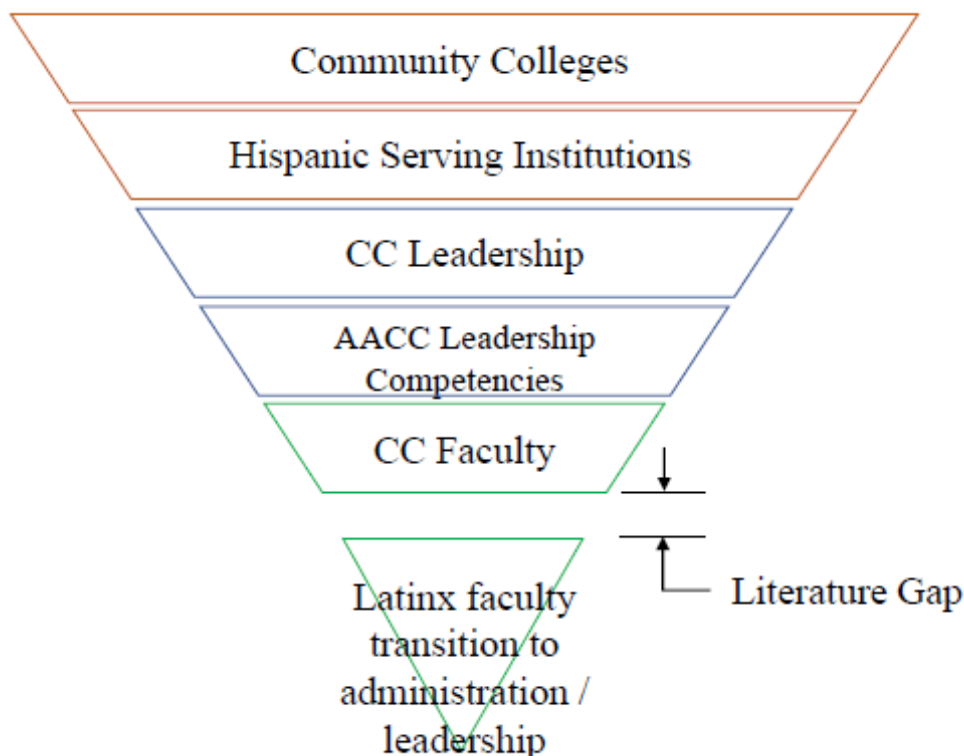 Community Colleges
Hispanic Serving Institutions
CC Leadership
AACC Leadership
Competencies
CC Faculty
Latinx faculty
transition to
administration /
leadership
Literature Gap